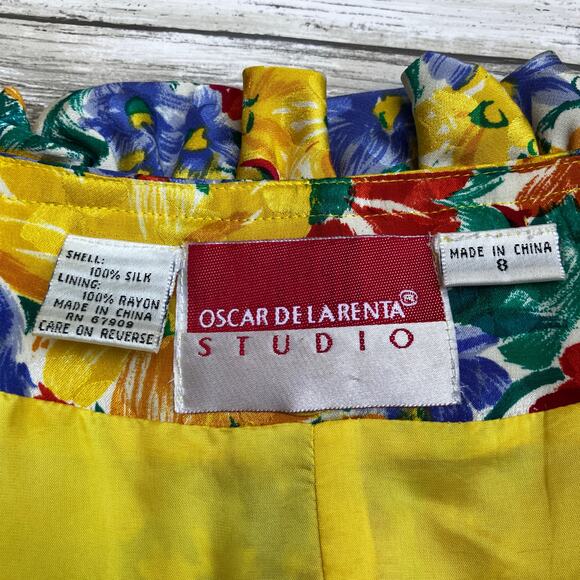 SHELL:
100% SILK
LINING:
100% RAYON
MADE IN CHINA
RN 67909
CARE ON REVERSE
OSCAR DE LA RENTA®
STUDIO
MADE IN CHINA
8